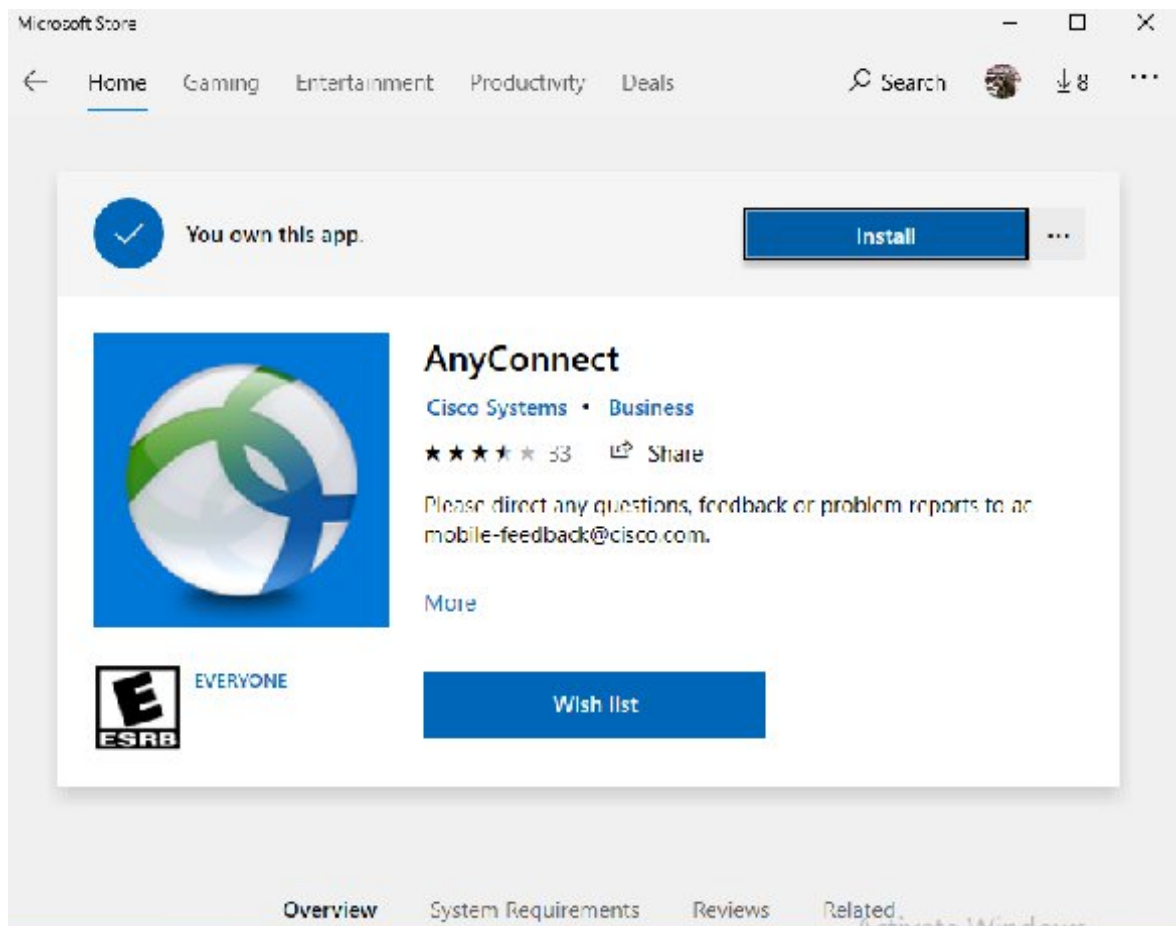 Microsoft Store
Home Gaming Entertainment Productivity Deals Search 8
You own this app.
Install
AnyConnect
Cisco Systems • Business
33 Share
Please direct any questions, feedback or problem reports to ac
mobile-feedback@cisco.com.
More
E
ESRB
EVERYONE
Wish list
Overview System Requirements Reviews Related
Activate Windows